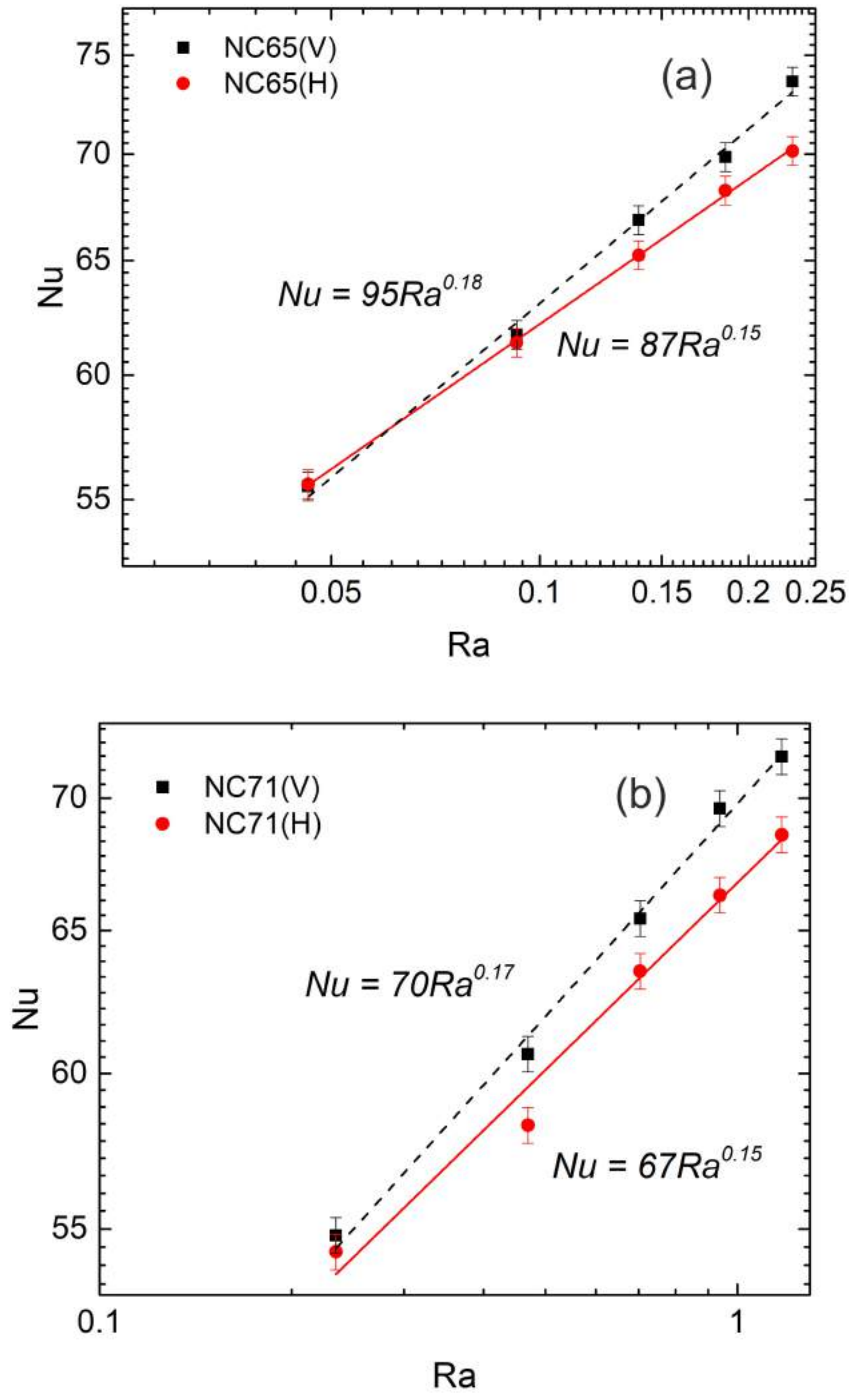 NC65(V)
NC65(H)
(a)
75
70
65
60
55
Nu
Nu = 95Ra^0.18
Nu = 87Ra^0.15
0.05
0.1
0.15
0.2
0.25
Ra
NC71(V)
NC71(H)
(b)
70
65
60
55
Nu
Nu = 70Ra^0.17
Nu = 67Ra^0.15
0.1
1
Ra